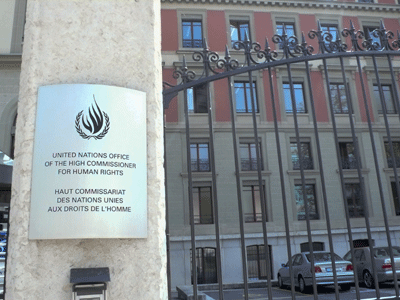 UNITED NATIONS OFFICE
OF THE HIGH COMMISSIONER
FOR HUMAN RIGHTS
HAUT COMMISSARIAT
DES NATIONS UNIES
AUX DROITS DE L'HOMME